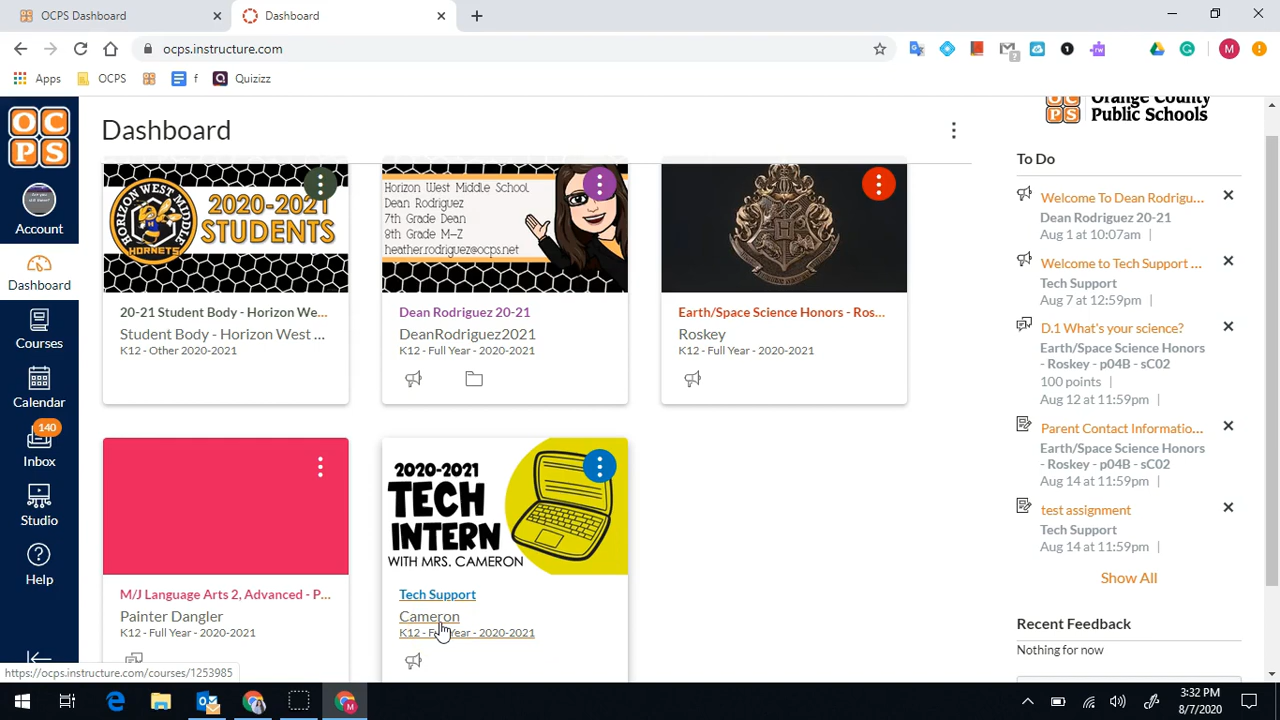 OCPS Dashboard
Dashboard
ocps.instructure.com
M
Apps
OCPS
f
Quizizz
OC
PS
Account
Dashboard
Courses
Calendar
140
Inbox
Studio
Help
Dashboard
HORIZON WEST MIDDLE
HORNETS
2020-2021
STUDENTS
20-21 Student Body - Horizon We...
Student Body - Horizon West ...
K12 - Other 2020-2021
Horizon West Middle School
Dean Rodriguez
7th Grade Dean
8th Grade M-Z
heather.rodriguez@ocps.net
Dean Rodriguez 20-21
DeanRodriguez2021
K12 - Full Year - 2020-2021
H
Earth/Space Science Honors - Ros...
Roskey
K12 - Full Year - 2020-2021
M/J Language Arts 2, Advanced - P...
Painter Dangler
K12 - Full Year - 2020-2021
2020-2021
TECH
INTERN
WITH MRS. CAMERON
Tech Support
Cameron
K12 - Full Year - 2020-2021
Orange County
Public Schools
To Do
Welcome To Dean Rodrigu...
Dean Rodriguez 20-21
Aug 1 at 10:07am |
Welcome to Tech Support ...
Tech Support
Aug 7 at 12:59pm |
D.1 What's your science?
Earth/Space Science Honors
- Roskey - p04B - sC02
100 points |
Aug 12 at 11:59pm |
Parent Contact Informatio...
Earth/Space Science Honors
- Roskey - p04B - sC02
Aug 14 at 11:59pm |
test assignment
Tech Support
Aug 14 at 11:59pm |
Show All
Recent Feedback
Nothing for now
https://ocps.instructure.com/courses/1253985
3:32 PM
8/7/2020